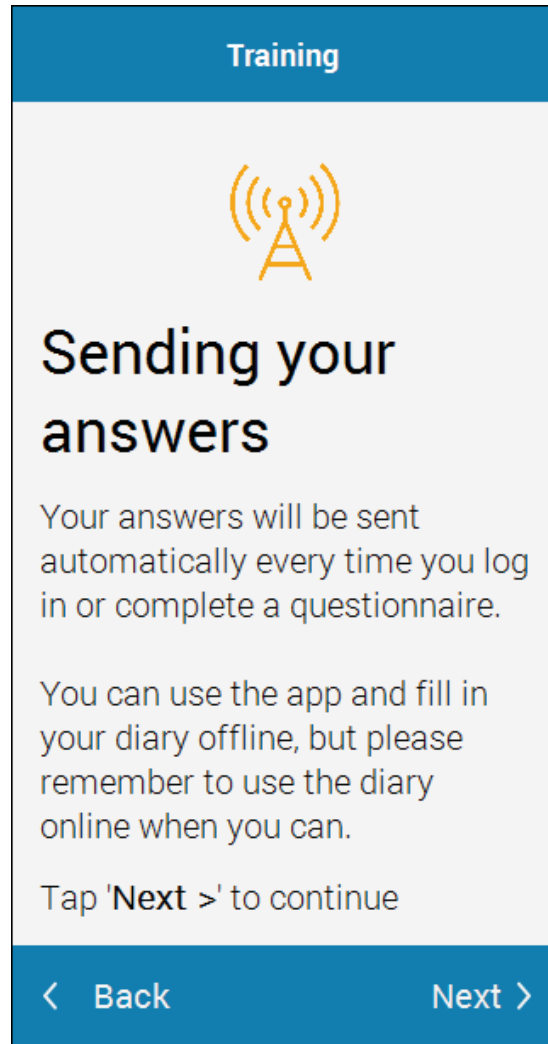 Training
Sending your
answers
Your answers will be sent
automatically every time you log
in or complete a questionnaire.
You can use the app and fill in
your diary offline, but please
remember to use the diary
online when you can.
Tap 'Next >' to continue
< Back Next >